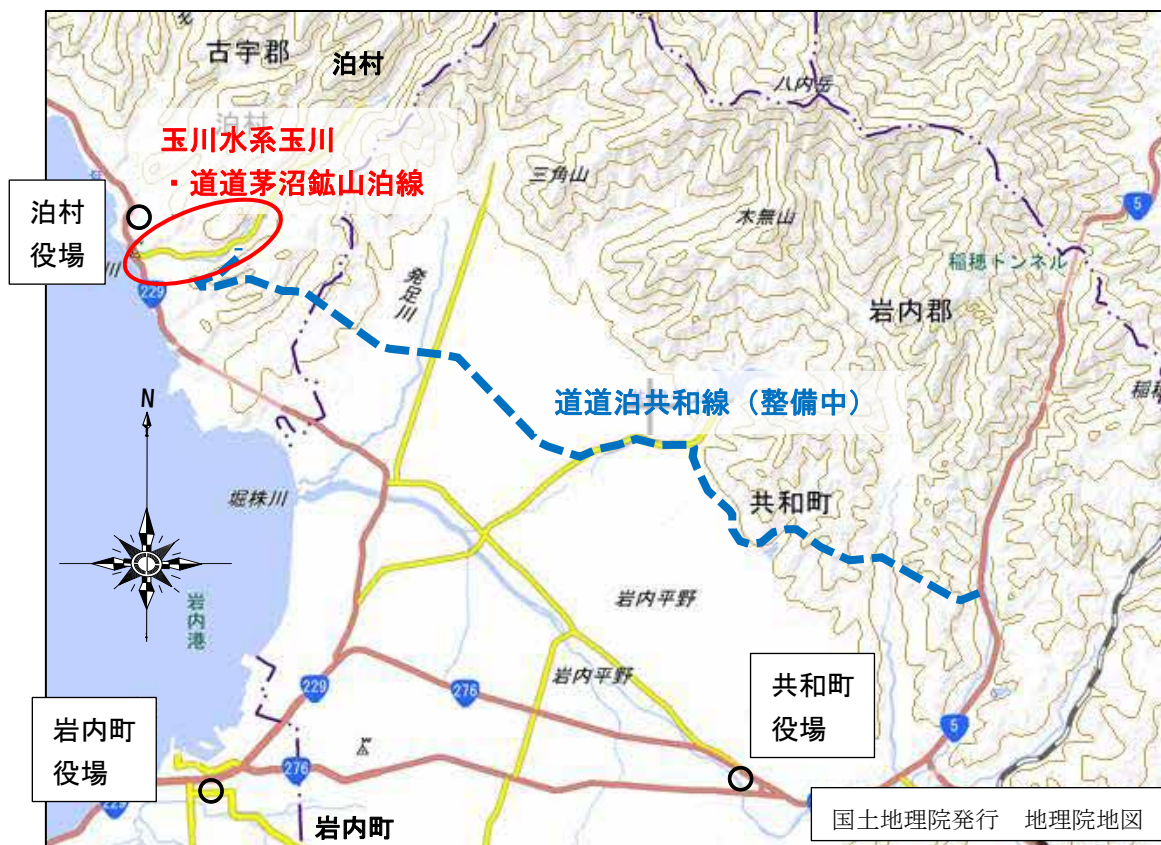 古宇郡
泊村
八内岳
泊村
玉川水系玉川
・道道茅沼鉱山泊線
三角山
5
泊村
役場
木無山
稲穂トンネル
川
229
発足川
岩内郡
道道泊共和線（整備中）
N
堀株川
共和町
岩内港
岩内平野
岩内平野
229
276
共和町
役場
岩内町
役場
5
276
229
岩内町
国土地理院発行　地理院地図